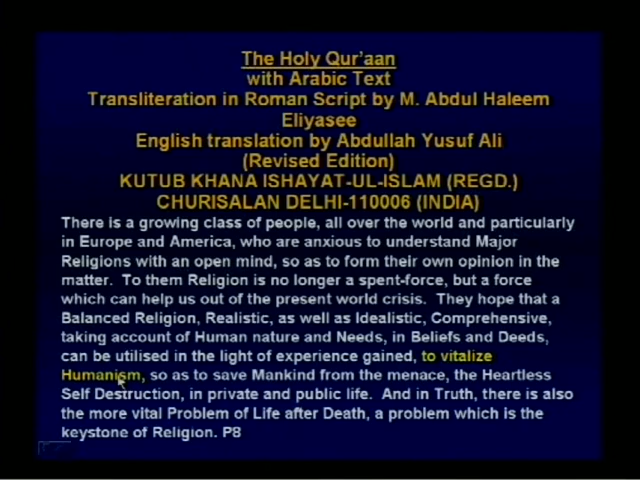 The Holy Qur'aan
with Arabic Text
Transliteration in Roman Script by M. Abdul Haleem
Eliyasee
English translation by Abdullah Yusuf Ali
(Revised Edition)
KUTUB KHANA ISHAYAT-UL-ISLAM (REGD.)
CHURISALAN DELHI-110006 (INDIA)
There is a growing class of people, all over the world and particularly
in Europe and America, who are anxious to understand Major
Religions with an open mind, so as to form their own opinion in the
matter.  To them Religion is no longer a spent-force, but a force
which can help us out of the present world crisis.  They hope that a
Balanced Religion, Realistic, as well as Idealistic, Comprehensive,
taking account of Human nature and Needs, in Beliefs and Deeds,
can be utilised in the light of experience gained, to vitalize
Humanism, so as to save Mankind from the menace, the Heartless
Self Destruction, in private and public life.  And in Truth, there is also
the more vital Problem of Life after Death, a problem which is the
keystone of Religion. P8